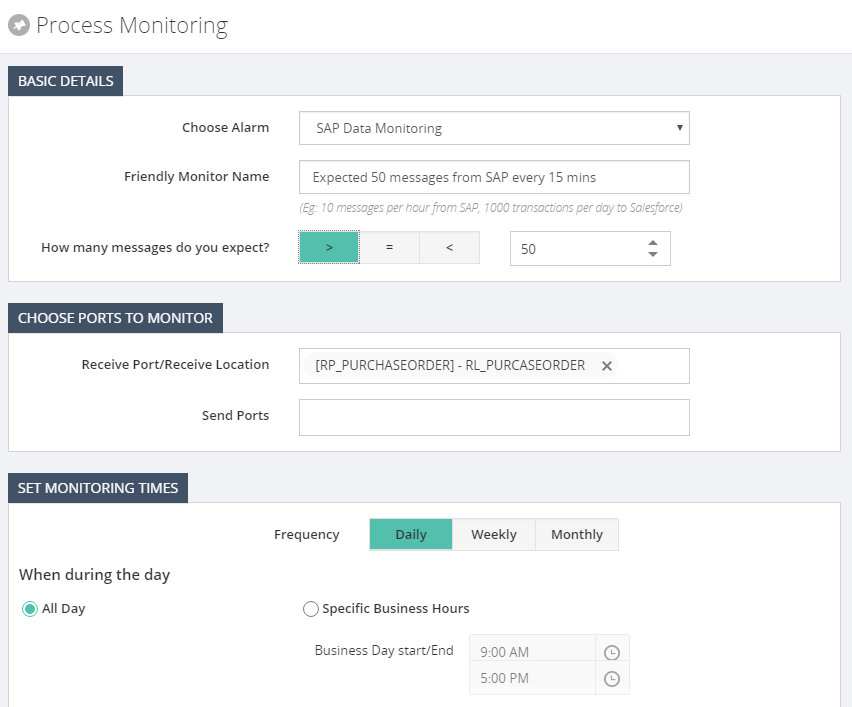 Process Monitoring
BASIC DETAILS
Choose Alarm
SAP Data Monitoring
Friendly Monitor Name
Expected 50 messages from SAP every 15 mins
(Eg: 10 messages per hour from SAP, 1000 transactions per day to Salesforce)
How many messages do you expect? > = < 50
CHOOSE PORTS TO MONITOR
Receive Port/Receive Location
[RP_PURCHASEORDER] - RL_PURCASEORDER
Send Ports
SET MONITORING TIMES
Frequency Daily Weekly Monthly
When during the day
All Day
Specific Business Hours
Business Day start/End
9:00 AM
5:00 PM